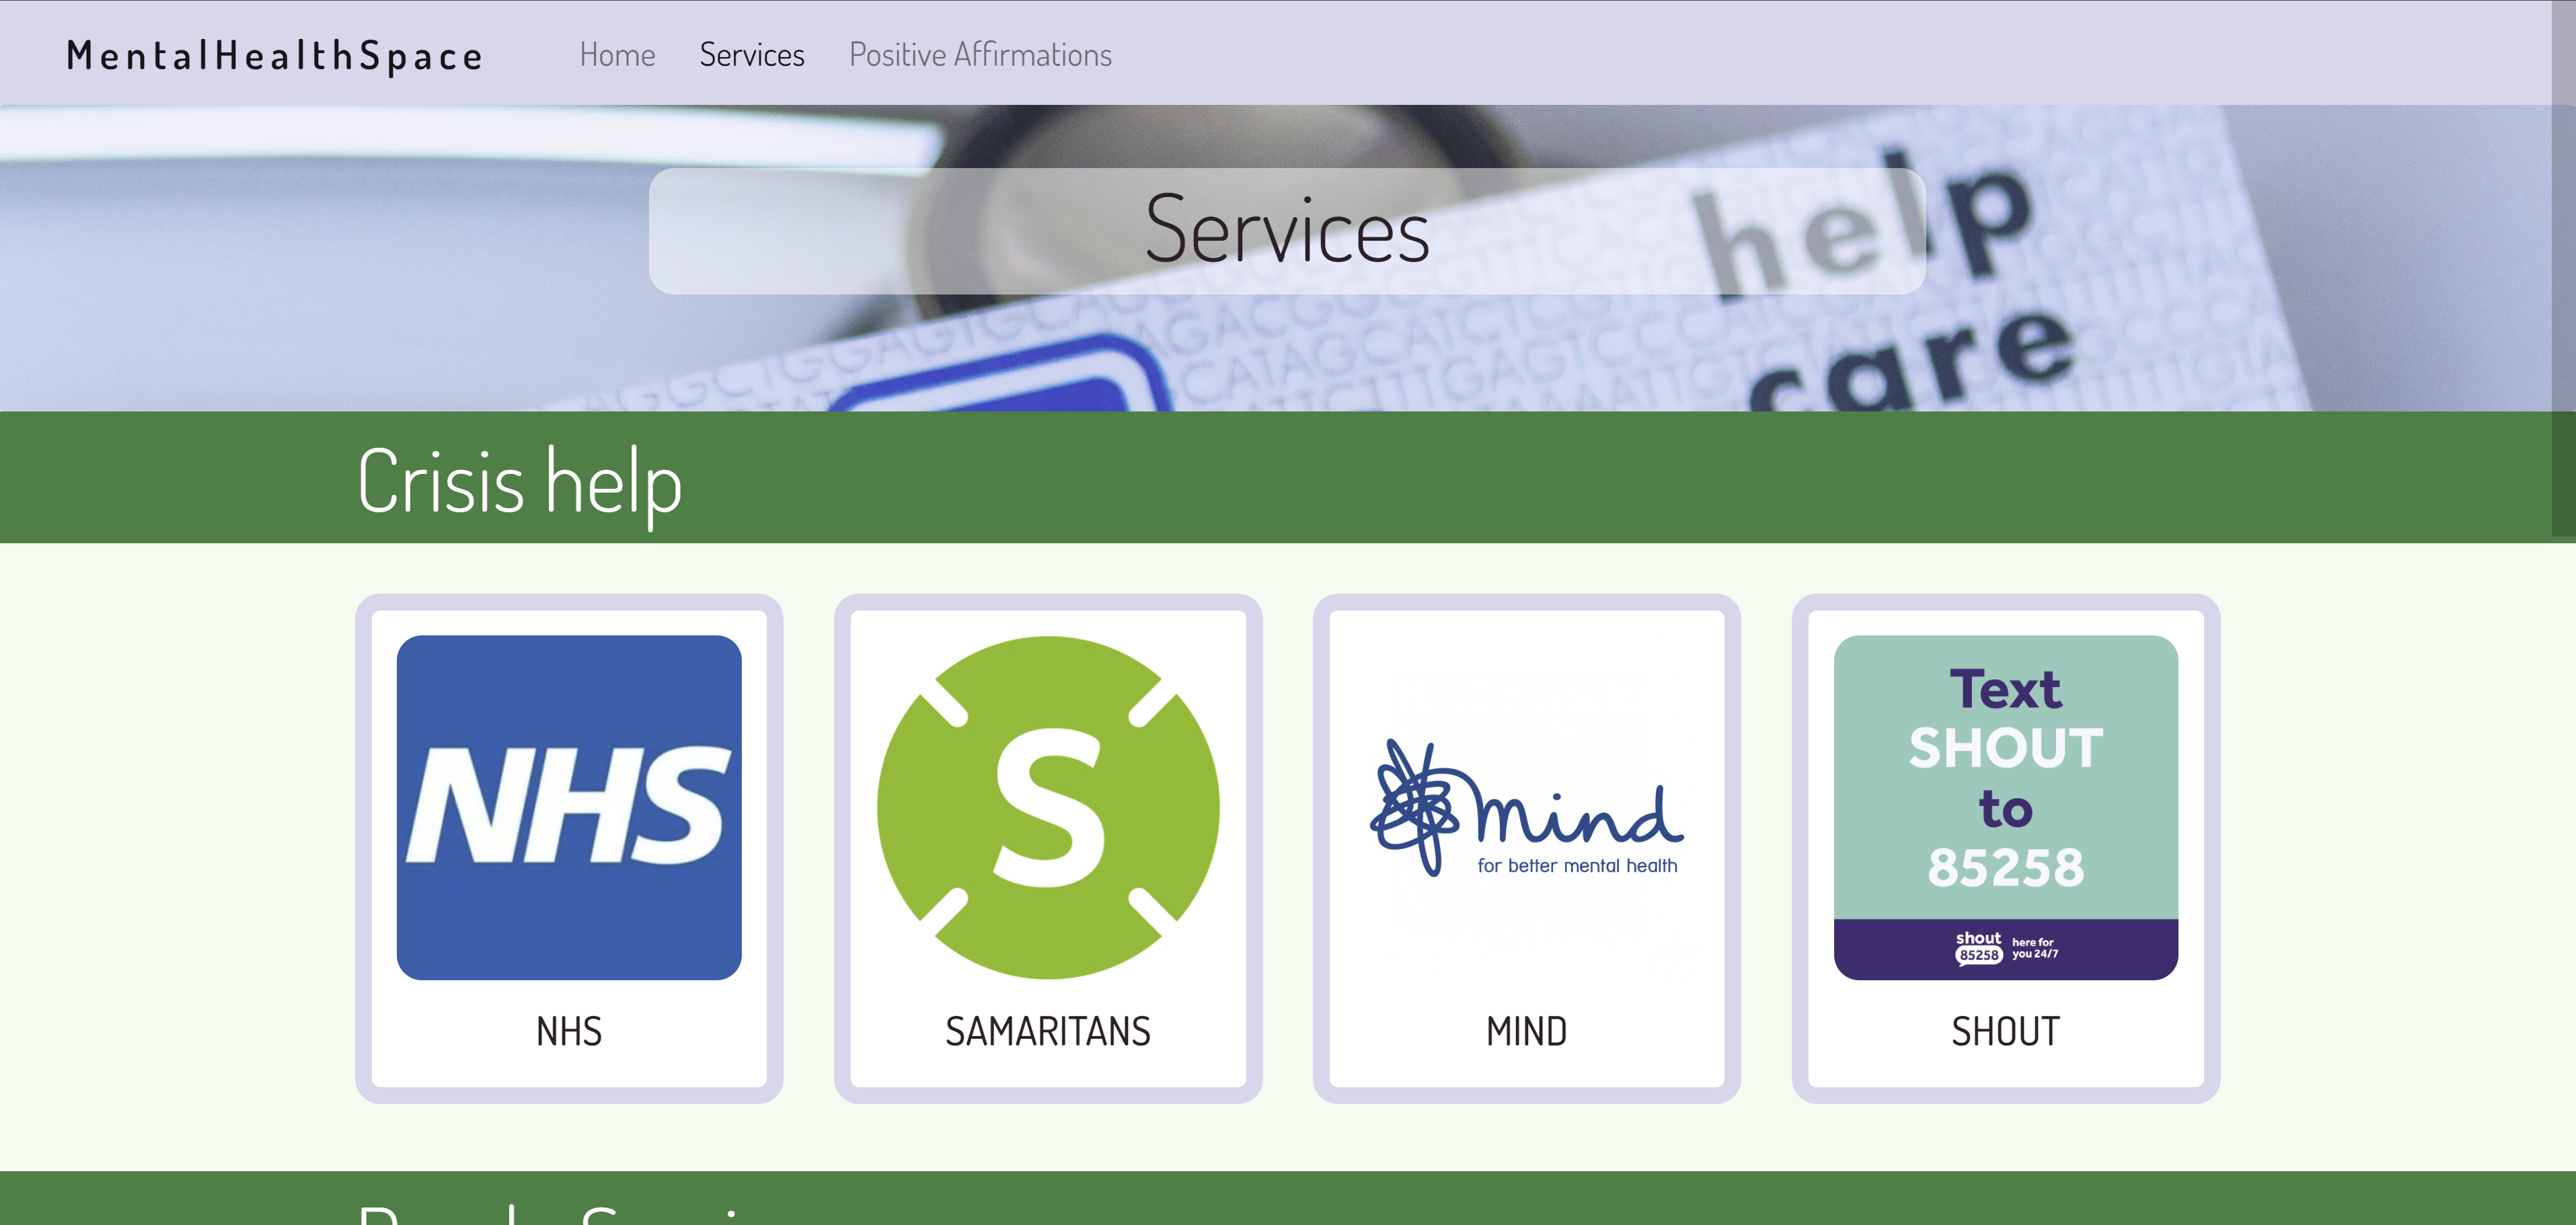 MentalHealthSpace
Home Services Positive Affirmations
Services
help
care
Crisis help
NHS
S
mind
for better mental health
Text
SHOUT
to
85258
shout
85258
here for
you 24/7
NHS
SAMARITANS
MIND
SHOUT